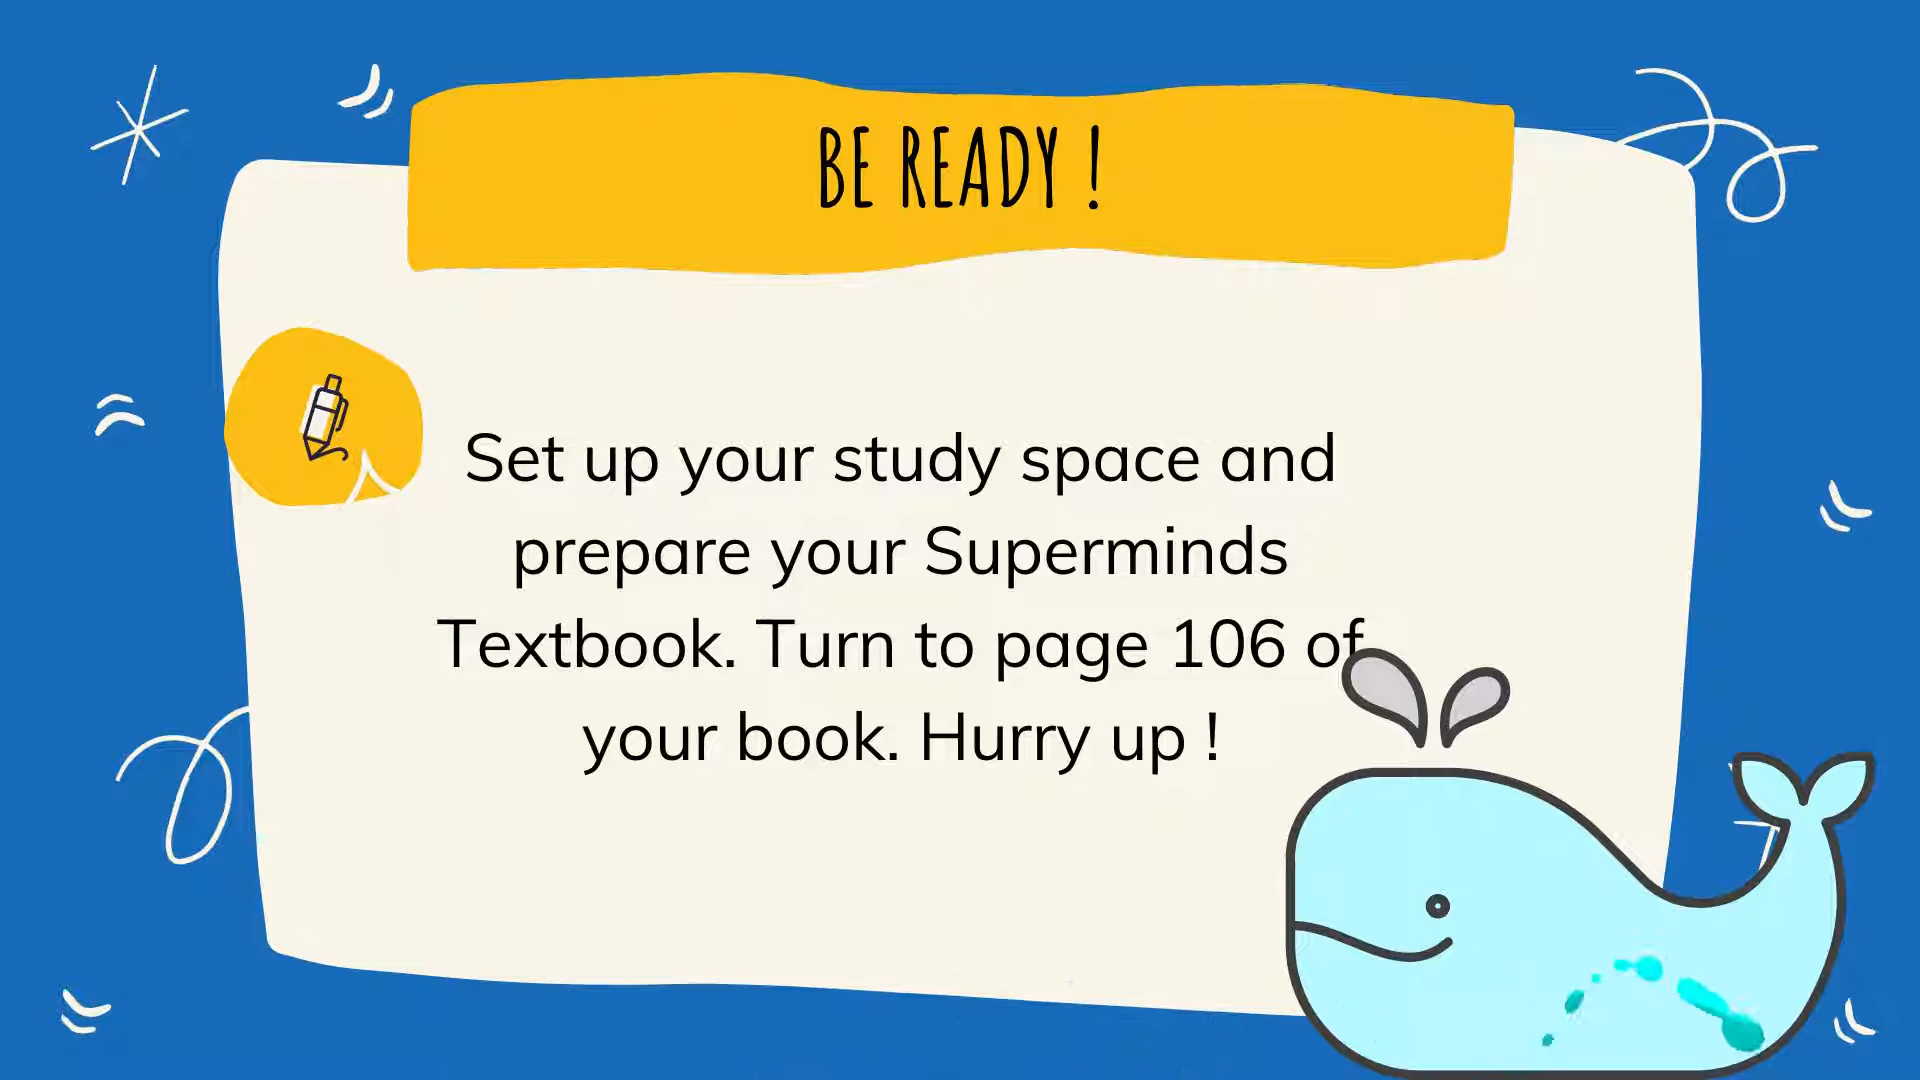 BE READY !
Set up your study space and
prepare your Superminds
Textbook. Turn to page 106 of
your book. Hurry up !